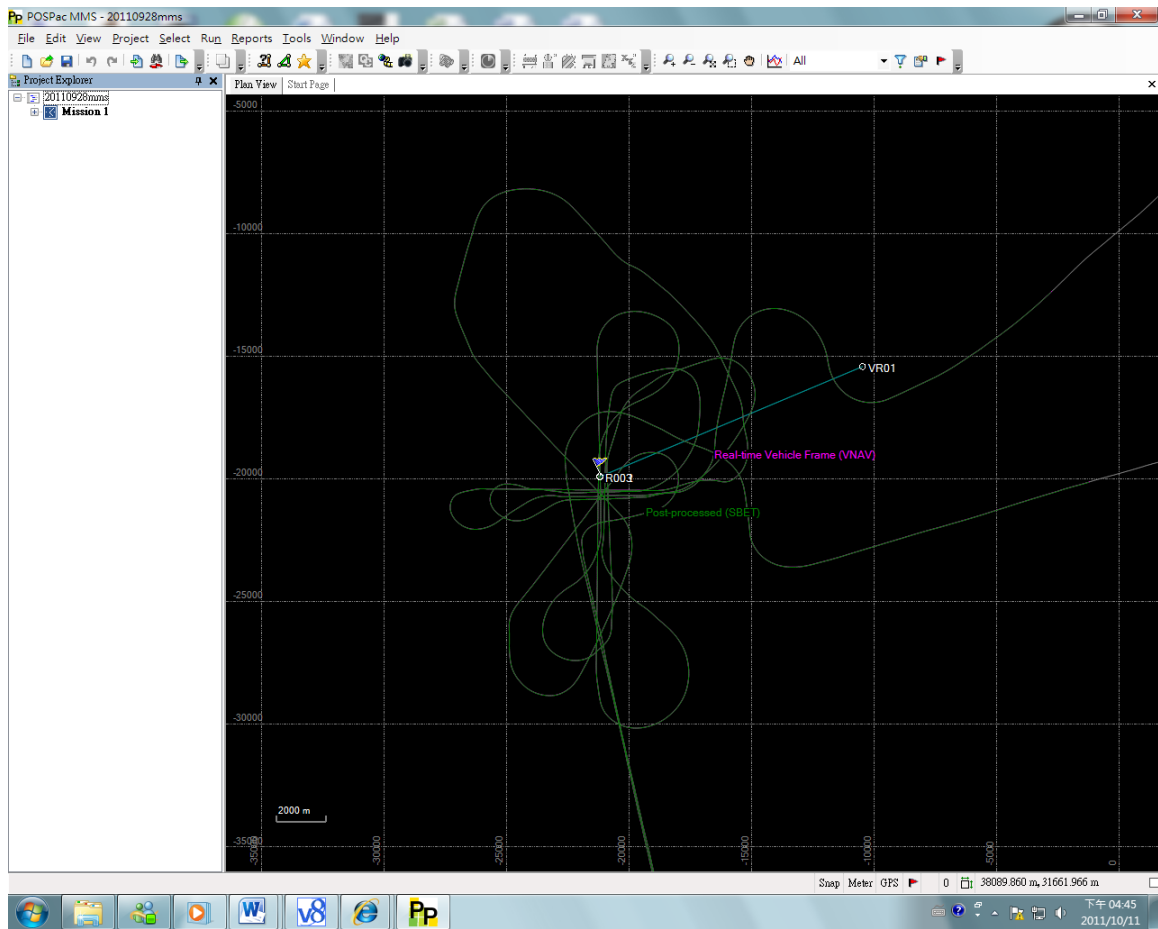 Pp POSPac MMS - 20110928mms
File Edit View Project Select Run Reports Tools Window Help
All
Project Explorer
Plan View Start Page
20110928mms
Mission 1
-5000
-10000
-15000
VR01
Real-time Vehicle Frame (VNAV)
-20000
Post-processed (SBET)
-25000
-30000
2000 m
-35000
-35000 -30000 -25000 -20000 -15000 -10000 -5000 0
Snap Meter GPS 0 38089.860 m, 31661.966 m
W v8 Pp
下午 04:45
2011/10/11